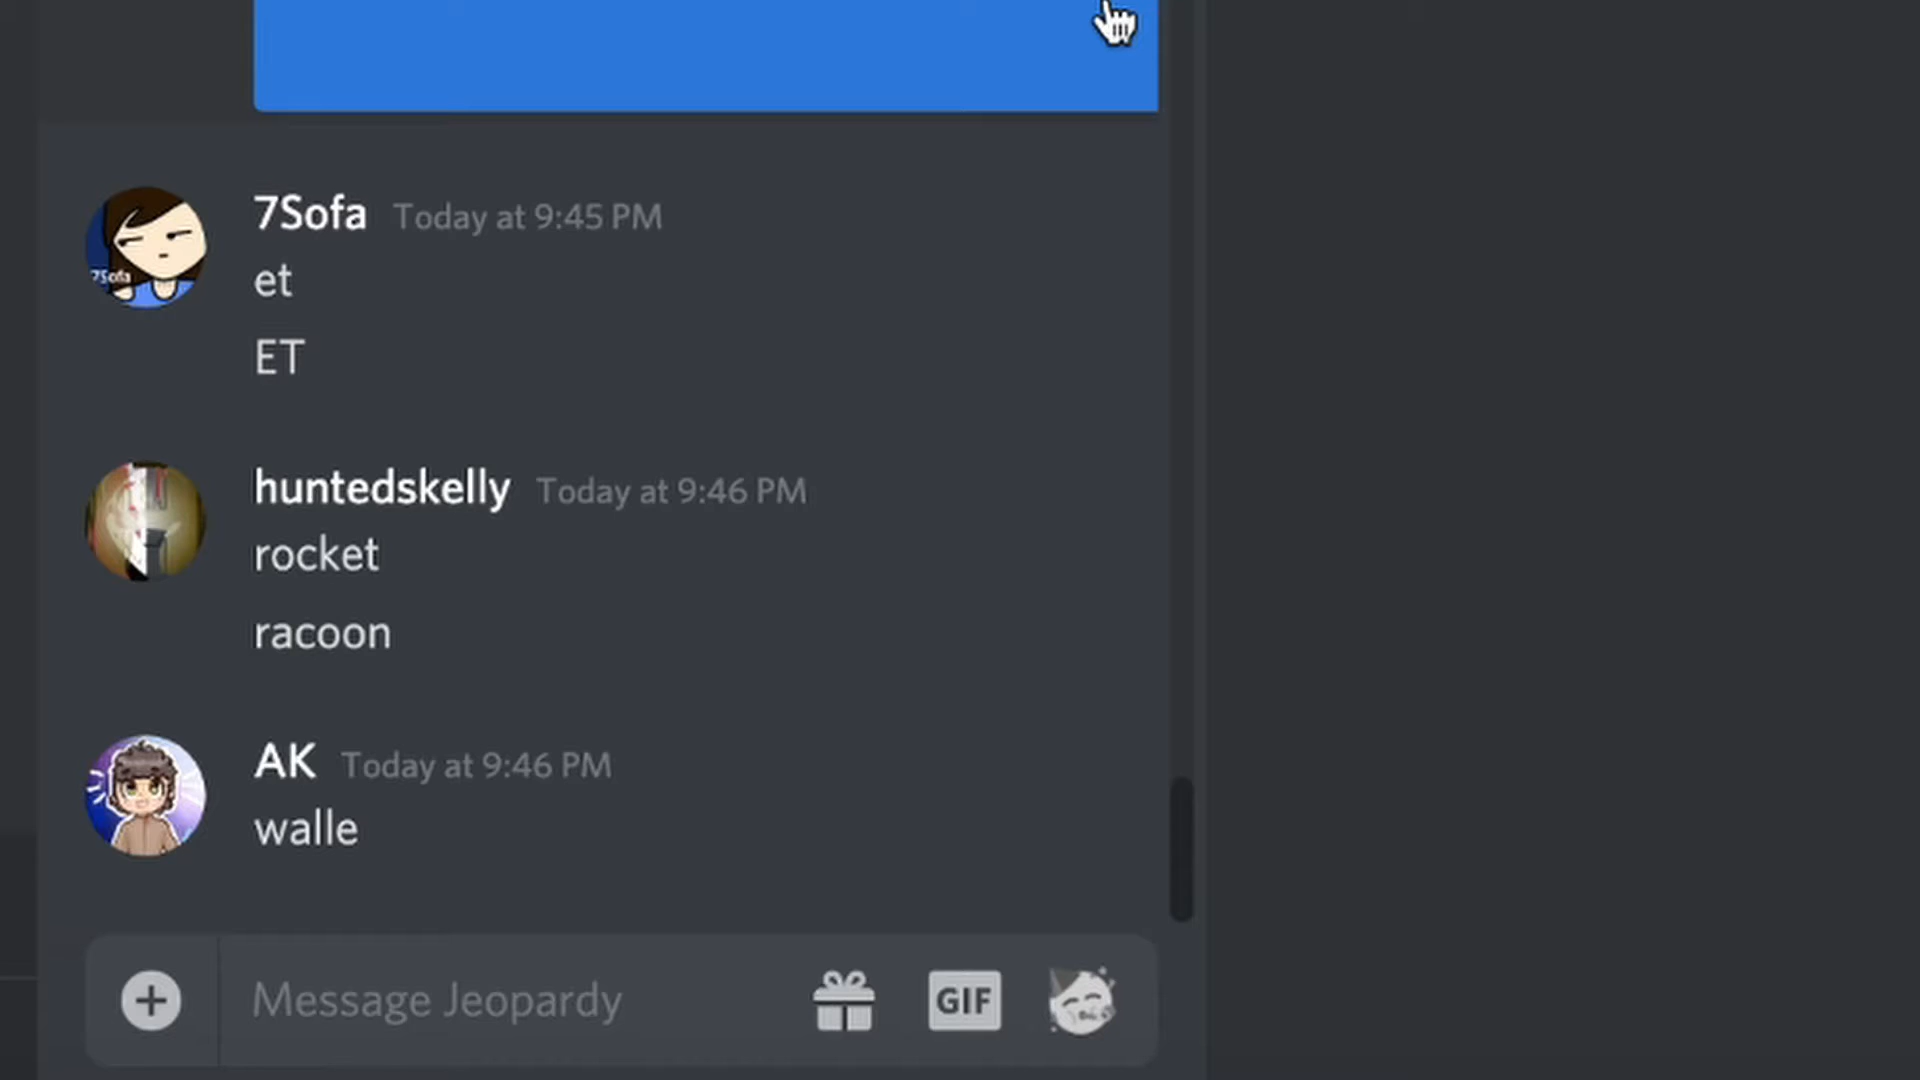 7Sofa Today at 9:45 PM
7Sofa
et
ET
huntedskelly Today at 9:46 PM
rocket
racoon
AK Today at 9:46 PM
walle
Message Jeopardy
GIF